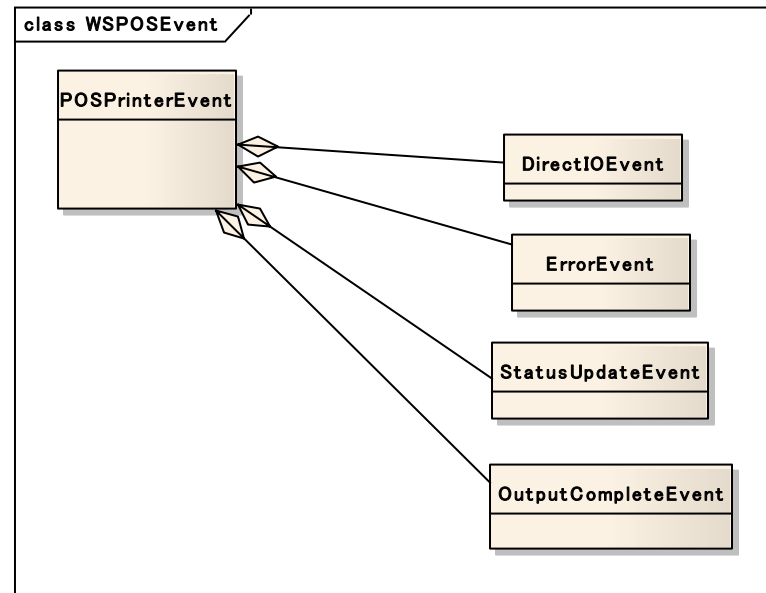 class WSPOSEvent
POSPrinterEvent
DirectIOEvent
ErrorEvent
StatusUpdateEvent
OutputCompleteEvent